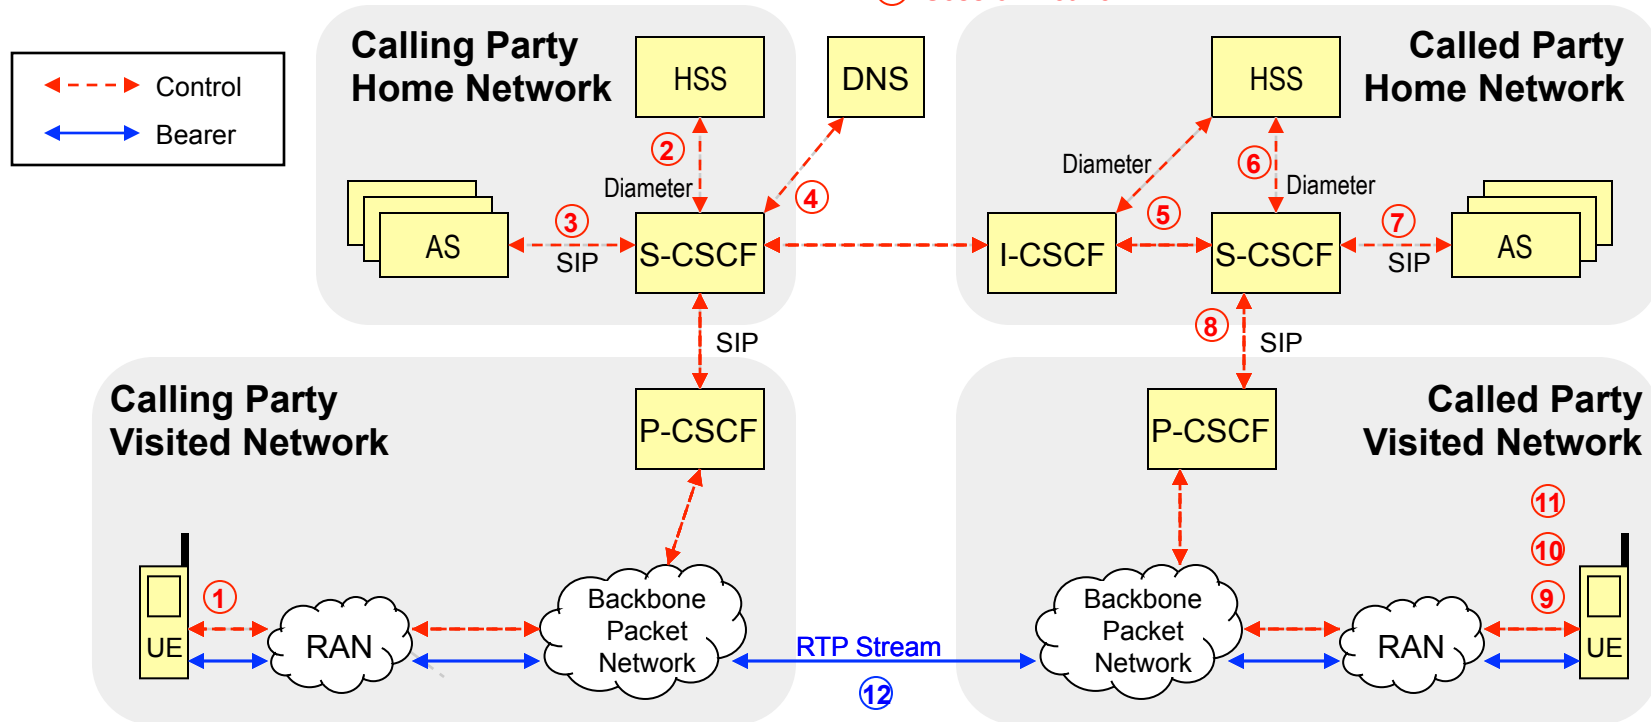 Calling Party
Home Network
HSS
DNS
Called Party
Home Network
HSS
Control
Bearer
2
Diameter
4
3
AS
SIP
S-CSCF
Diameter
6
Diameter
5
I-CSCF
S-CSCF
7
SIP
AS
SIP
8
SIP
Calling Party
Visited Network
P-CSCF
P-CSCF
Called Party
Visited Network
11
10
9
1
UE
RAN
Backbone
Packet
Network
RTP Stream
12
Backbone
Packet
Network
RAN
UE